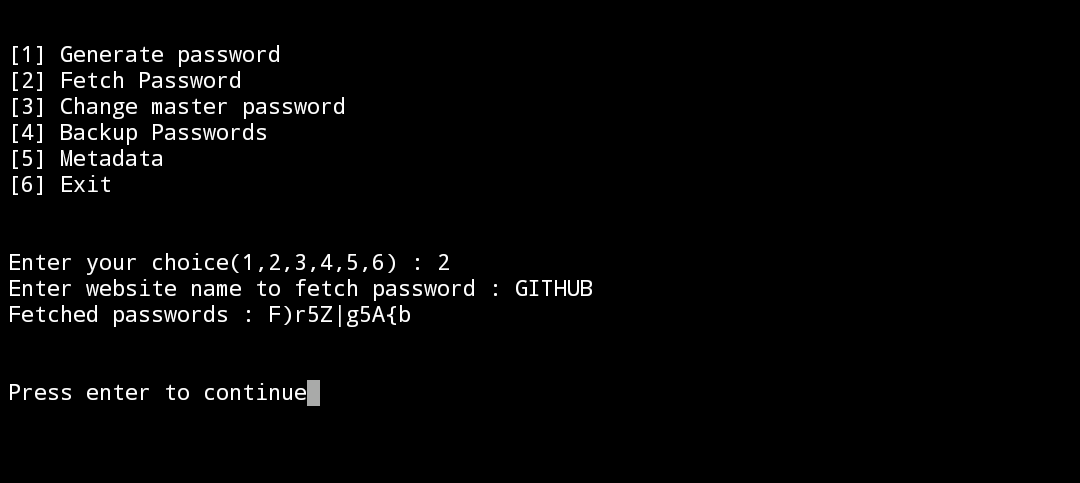 [1] Generate password
[2] Fetch Password
[3] Change master password
[4] Backup Passwords
[5] Metadata
[6] Exit
Enter your choice(1,2,3,4,5,6) : 2
Enter website name to fetch password : GITHUB
Fetched passwords : F)r5Z|g5A{b
Press enter to continue